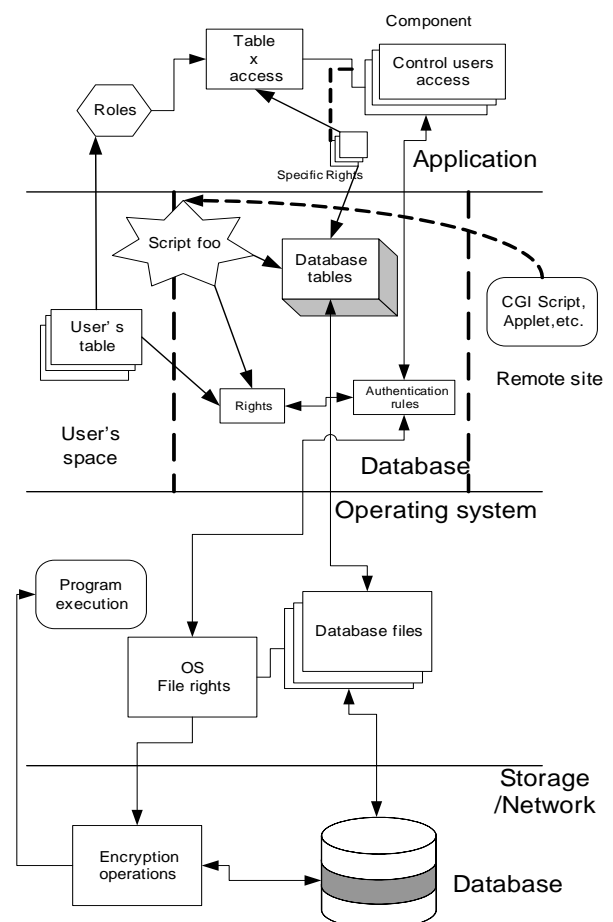 Component
Table
x
access
Control users
access
Roles
Specific Rights
Application
Script foo
Database
tables
CGI Script,
Applet,etc.
User' s
table
Remote site
Rights
Authentication
rules
User's
space
Database
Operating system
Program
execution
Database files
OS
File rights
Storage
/Network
Encryption
operations
Database